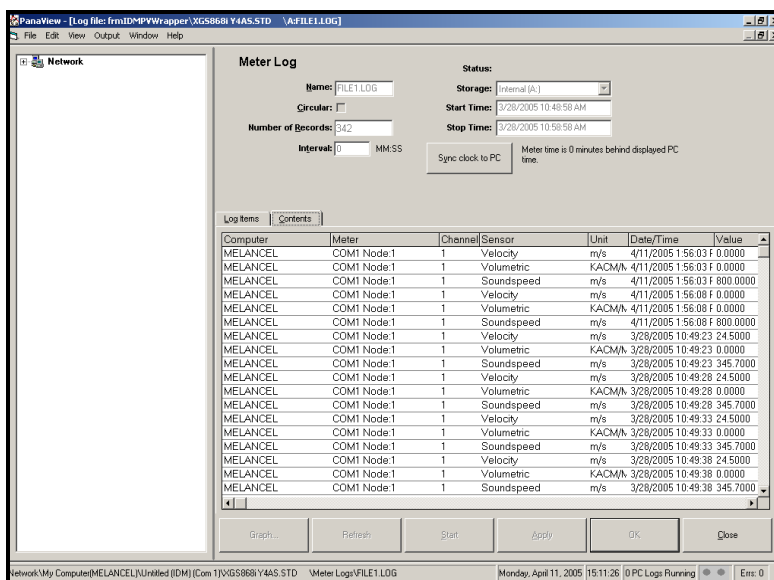 PanaView - [Log file: frmIDMPVWrapper\XGS868i Y4AS.STD \A:FILE1.LOG]
File Edit View Output Window Help
Network
Meter Log
Status:
Name: FILE1.LOG
Storage: Internal (A:)
Circular:
Start Time: 3/28/2005 10:48:58 AM
Number of Records: 342
Stop Time: 3/28/2005 10:58:58 AM
Interval: 0 MM:SS
Sync clock to PC
Meter time is 0 minutes behind displayed PC
time.
Log Items Contents
Computer Meter Channel Sensor Unit Date/Time Value
MELANCEL COM1 Node:1 1 Velocity m/s 4/11/2005 1:56:03 F 0.0000
MELANCEL COM1 Node:1 1 Volumetric KACM/M 4/11/2005 1:56:03 F 0.0000
MELANCEL COM1 Node:1 1 Soundspeed m/s 4/11/2005 1:56:03 F 800.0000
MELANCEL COM1 Node:1 1 Velocity m/s 4/11/2005 1:56:08 F 0.0000
MELANCEL COM1 Node:1 1 Volumetric KACM/M 4/11/2005 1:56:08 F 0.0000
MELANCEL COM1 Node:1 1 Soundspeed m/s 4/11/2005 1:56:08 F 800.0000
MELANCEL COM1 Node:1 1 Velocity m/s 3/28/2005 10:49:23 24.5000
MELANCEL COM1 Node:1 1 Volumetric KACM/M 3/28/2005 10:49:23 0.0000
MELANCEL COM1 Node:1 1 Soundspeed m/s 3/28/2005 10:49:23 345.7000
MELANCEL COM1 Node:1 1 Velocity m/s 3/28/2005 10:49:28 24.5000
MELANCEL COM1 Node:1 1 Volumetric KACM/M 3/28/2005 10:49:28 0.0000
MELANCEL COM1 Node:1 1 Soundspeed m/s 3/28/2005 10:49:28 345.7000
MELANCEL COM1 Node:1 1 Velocity m/s 3/28/2005 10:49:33 24.5000
MELANCEL COM1 Node:1 1 Volumetric KACM/M 3/28/2005 10:49:33 0.0000
MELANCEL COM1 Node:1 1 Soundspeed m/s 3/28/2005 10:49:33 345.7000
MELANCEL COM1 Node:1 1 Velocity m/s 3/28/2005 10:49:38 24.5000
MELANCEL COM1 Node:1 1 Volumetric KACM/M 3/28/2005 10:49:38 0.0000
MELANCEL COM1 Node:1 1 Soundspeed m/s 3/28/2005 10:49:38 345.7000
Graph... Refresh Start Apply OK Close
Network\My Computer(MELANCEL)\Untitled (IDM) (Com 1)\XGS868i Y4AS.STD \Meter Logs\FILE1.LOG Monday, April 11, 2005 15:11:26 0 PC Logs Running Errs: 0